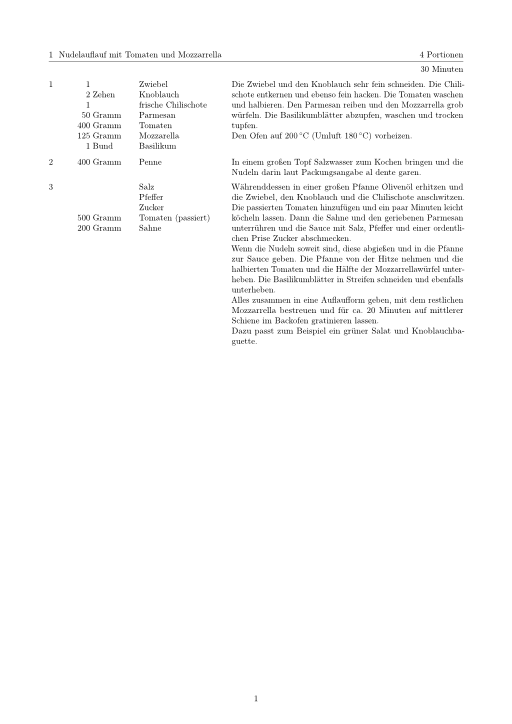 1 Nudelauflauf mit Tomaten und Mozzarrella 4 Portionen
30 Minuten
1 1 Zwiebel Die Zwiebel und den Knoblauch sehr fein schneiden. Die Chili-
2 Zehen Knoblauch schote entkernen und ebenso fein hacken. Die Tomaten waschen
1 frische Chilischote und halbieren. Den Parmesan reiben und den Mozzarella grob
50 Gramm Parmesan würfeln. Die Basilikumblätter abzupfen, waschen und trocken
400 Gramm Tomaten tupfen.
125 Gramm Mozzarella Den Ofen auf 200 °C (Umluft 180 °C) vorheizen.
1 Bund Basilikum
2 400 Gramm Penne In einem großen Topf Salzwasser zum Kochen bringen und die
Nudeln darin laut Packungsangabe al dente garen.
3 Salz Währenddessen in einer großen Pfanne Olivenöl erhitzen und
Pfeffer die Zwiebel, den Knoblauch und die Chilischote anschwitzen.
Zucker Die passierten Tomaten hinzufügen und ein paar Minuten leicht
500 Gramm Tomaten (passiert) köcheln lassen. Dann die Sahne und den geriebenen Parmesan
200 Gramm Sahne unterrühren und die Sauce mit Salz, Pfeffer und einer ordentli-
chen Prise Zucker abschmecken.
Wenn die Nudeln soweit sind, diese abgießen und in die Pfanne
zur Sauce geben. Die Pfanne von der Hitze nehmen und die
halbierten Tomaten und die Hälfte der Mozzarellawürfel unter-
heben. Die Basilikumblätter in Streifen schneiden und ebenfalls
unterheben.
Alles zusammen in eine Auflaufform geben, mit dem restlichen
Mozzarella bestreuen und für ca. 20 Minuten auf mittlerer
Schiene im Backofen gratinieren lassen.
Dazu passt zum Beispiel ein grüner Salat und Knoblauchba-
guette.
1